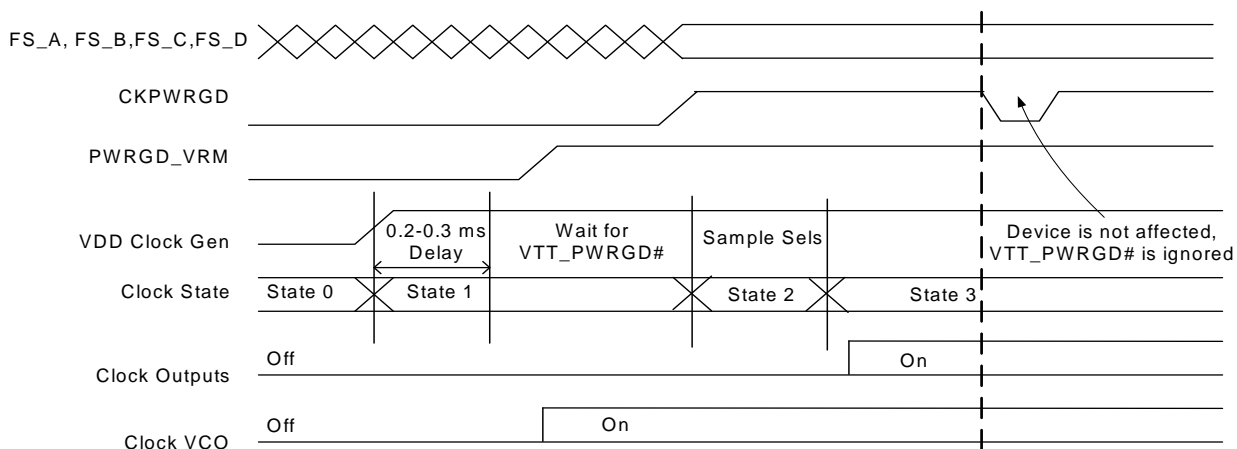 FS_A, FS_B,FS_C,FS_D
CKPWRGD
PWRGD_VRM
VDD Clock Gen
0.2-0.3 ms
Delay
Wait for
VTT_PWRGD#
Sample Sels
Device is not affected,
VTT_PWRGD# is ignored
Clock State
State 0
State 1
State 2
State 3
Clock Outputs
Off
On
Clock VCO
Off
On